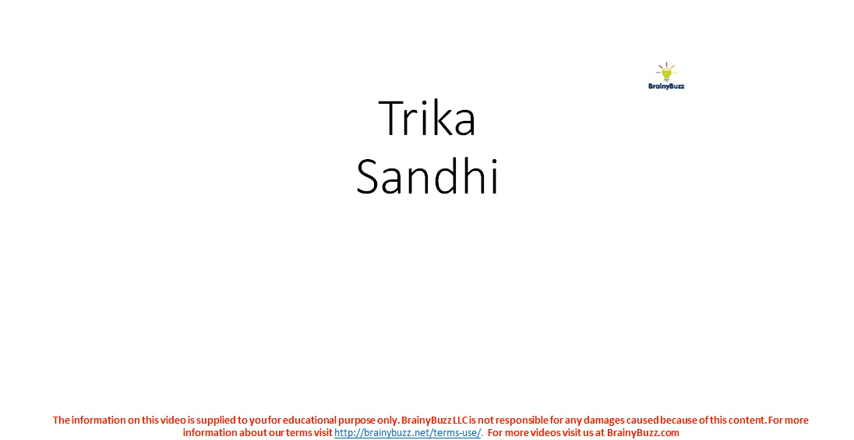 BrainyBuzz
Trika
Sandhi
The information on this video is supplied to you for educational purpose only. BrainyBuzz LLC is not responsible for any damages caused because of this content. For more
information about our terms visit http://brainybuzz.net/terms-use/. For more videos visit us at BrainyBuzz.com